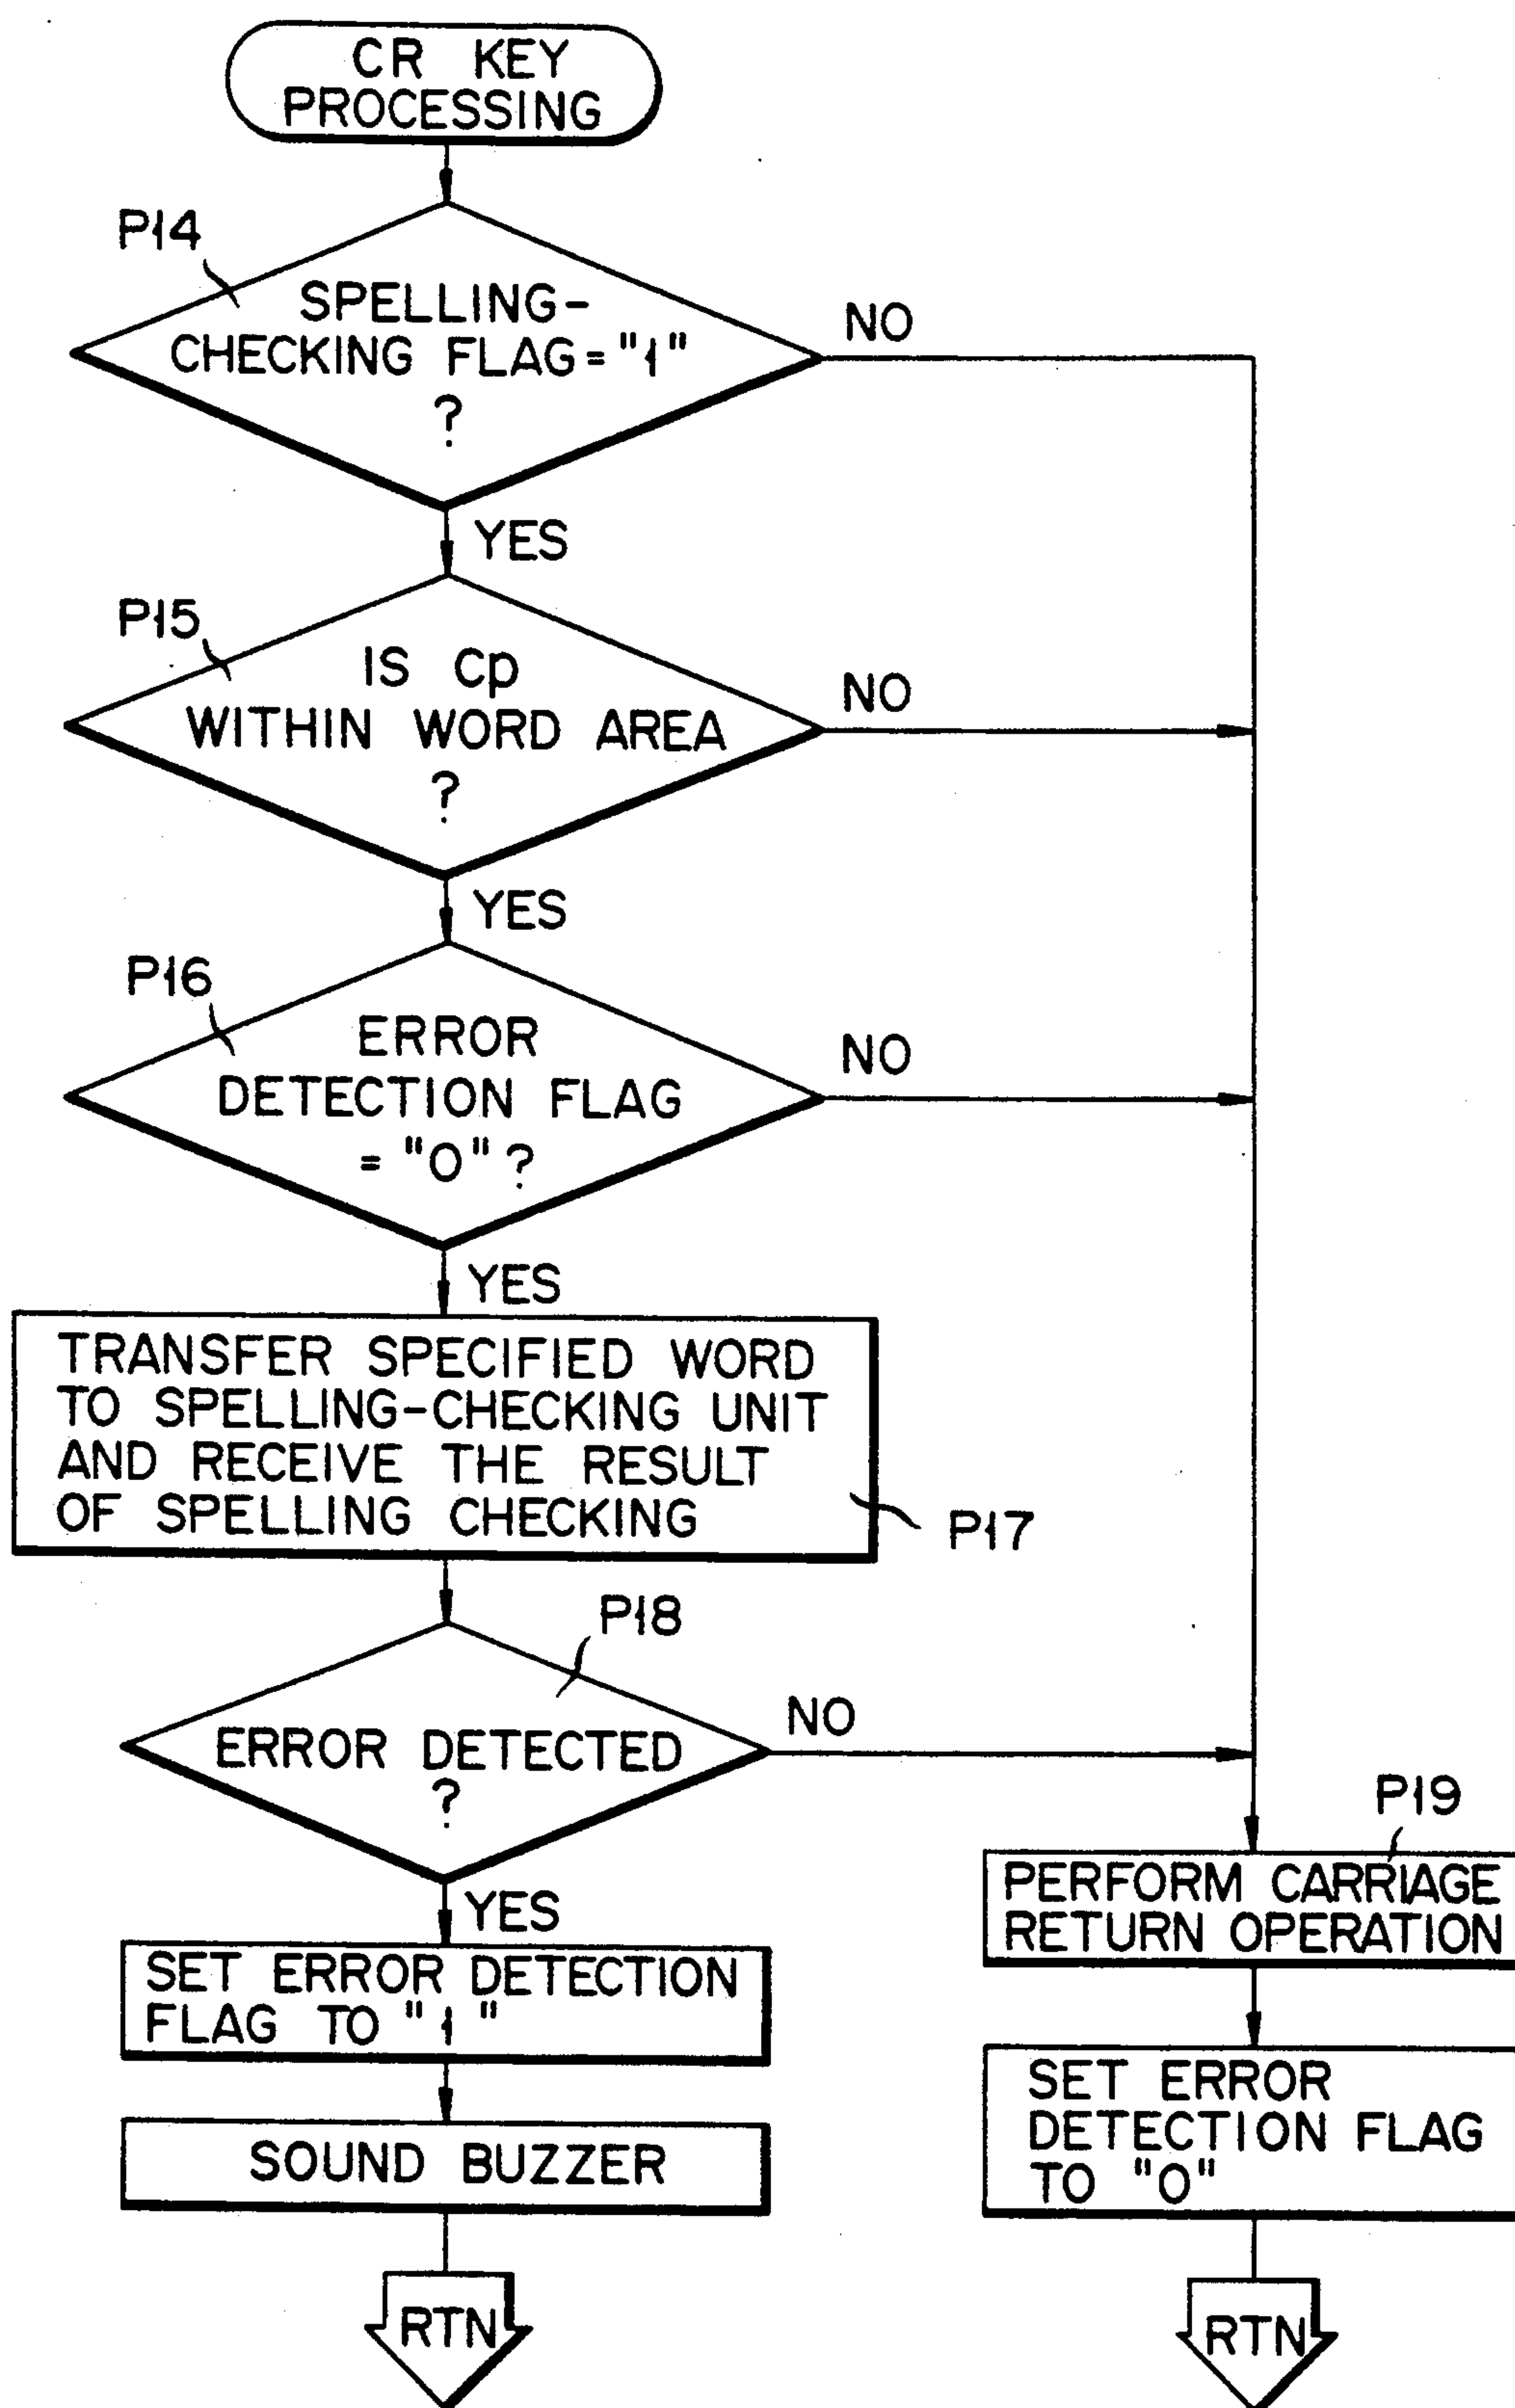 CR KEY
PROCESSING
P14
SPELLING-
CHECKING FLAG = "1"
?
NO
YES
P15
IS Cp
WITHIN WORD AREA
?
NO
YES
P16
ERROR
DETECTION FLAG
= "0" ?
NO
YES
TRANSFER SPECIFIED WORD
TO SPELLING-CHECKING UNIT
AND RECEIVE THE RESULT
OF SPELLING CHECKING
P17
P18
ERROR DETECTED
?
NO
YES
SET ERROR DETECTION
FLAG TO "1"
SOUND BUZZER
RTN
P19
PERFORM CARRIAGE
RETURN OPERATION
SET ERROR
DETECTION FLAG
TO "0"
RTN